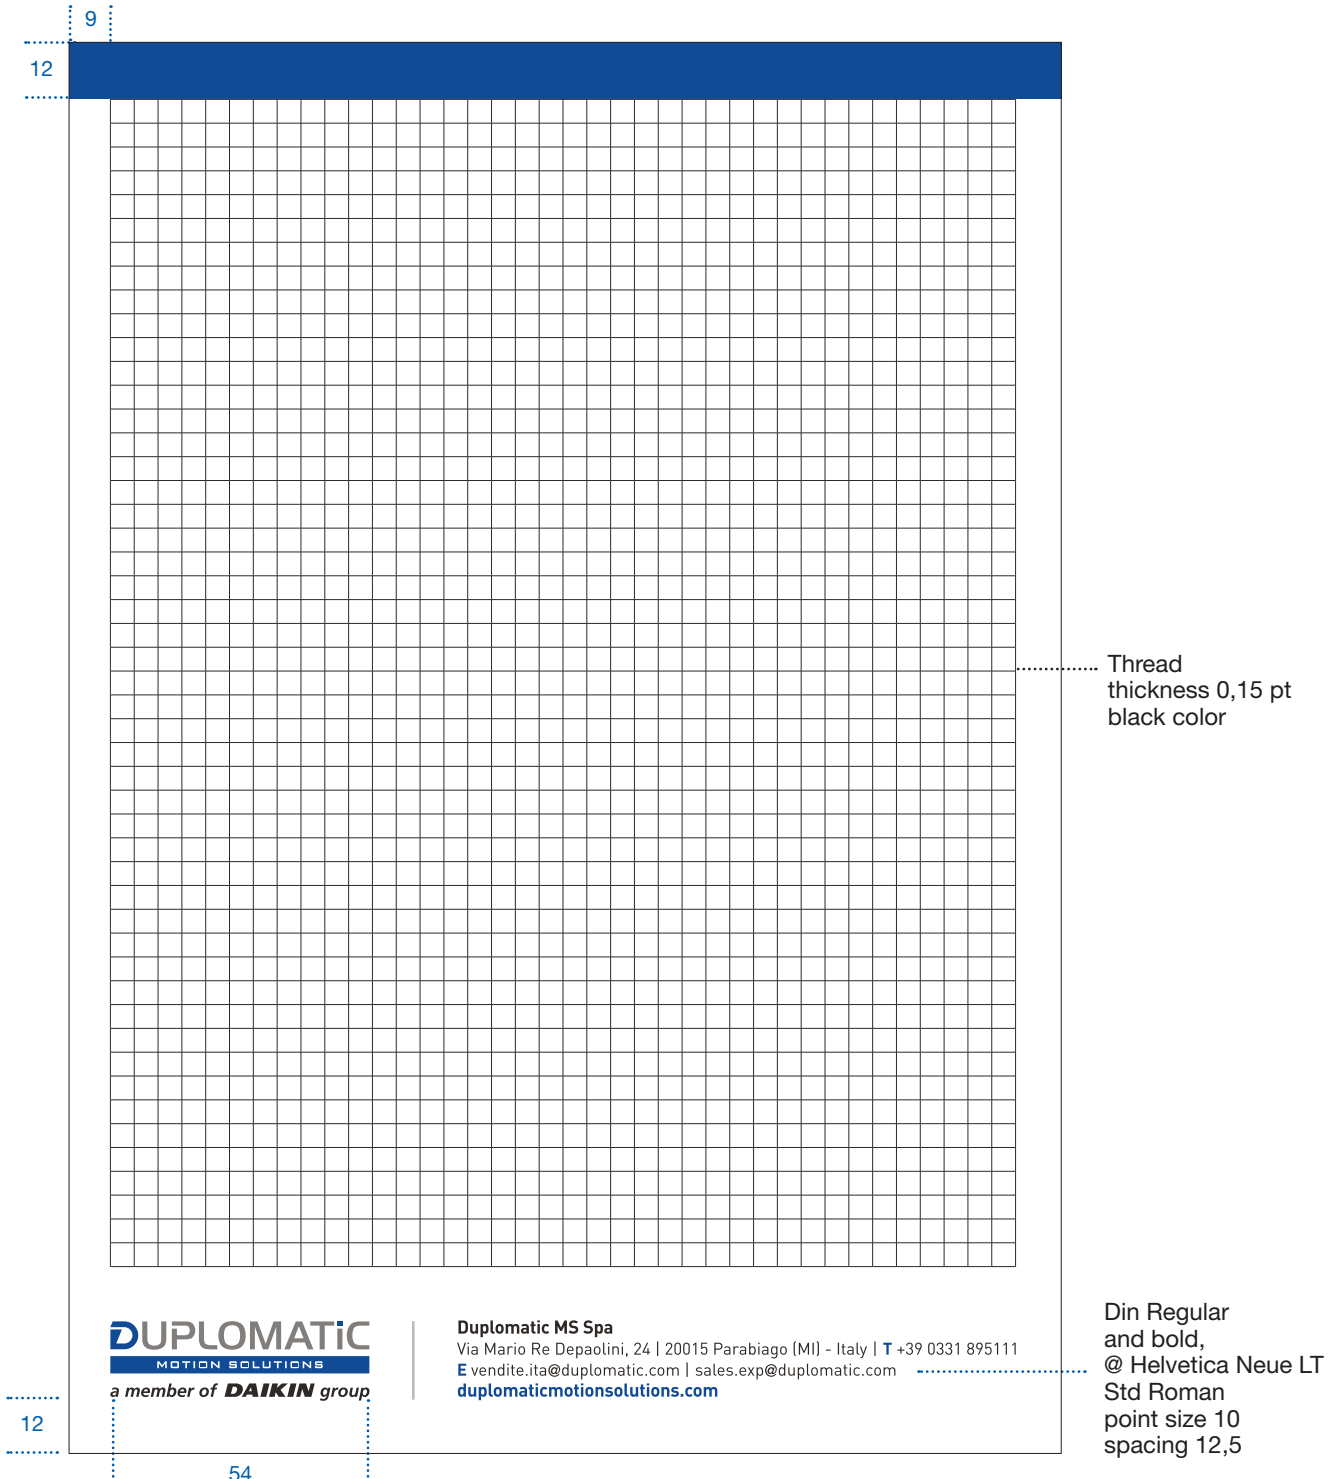 9
12
Thread
thickness 0,15 pt
black color
DUPLOMATiC
MOTION SOLUTIONS
a member of DAIKIN group
Duplomatic MS Spa
Via Mario Re Depaolini, 24 | 20015 Parabiago (MI) - Italy | T +39 0331 895111
E vendite.ita@duplomatic.com | sales.exp@duplomatic.com
duplomaticmotionsolutions.com
Din Regular
and bold,
@ Helvetica Neue LT
Std Roman
point size 10
spacing 12,5
12
54